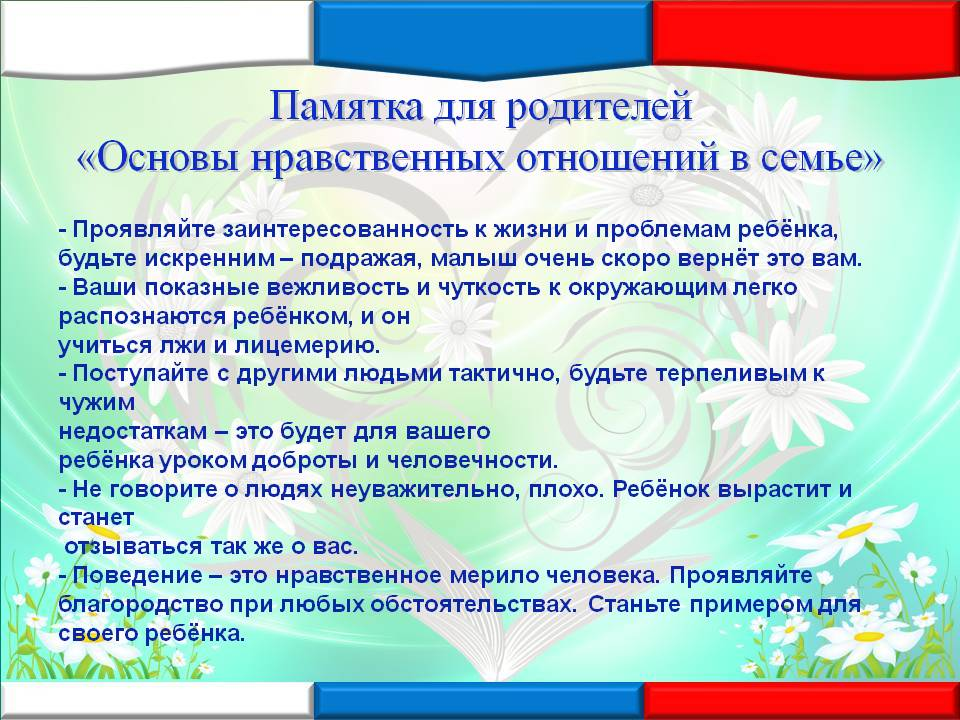 Памятка для родителей
«Основы нравственных отношений в семье»
- Проявляйте заинтересованность к жизни и проблемам ребёнка,
будьте искренним – подражая, малыш очень скоро вернёт это вам.
- Ваши показные вежливость и чуткость к окружающим легко
распознаются ребёнком, и он
учиться лжи и лицемерию.
- Поступайте с другими людьми тактично, будьте терпеливым к
чужим
недостаткам – это будет для вашего
ребёнка уроком доброты и человечности.
- Не говорите о людях неуважительно, плохо. Ребёнок вырастит и
станет
отзываться так же о вас.
- Поведение – это нравственное мерило человека. Проявляйте
благородство при любых обстоятельствах. Станьте примером для
своего ребёнка.